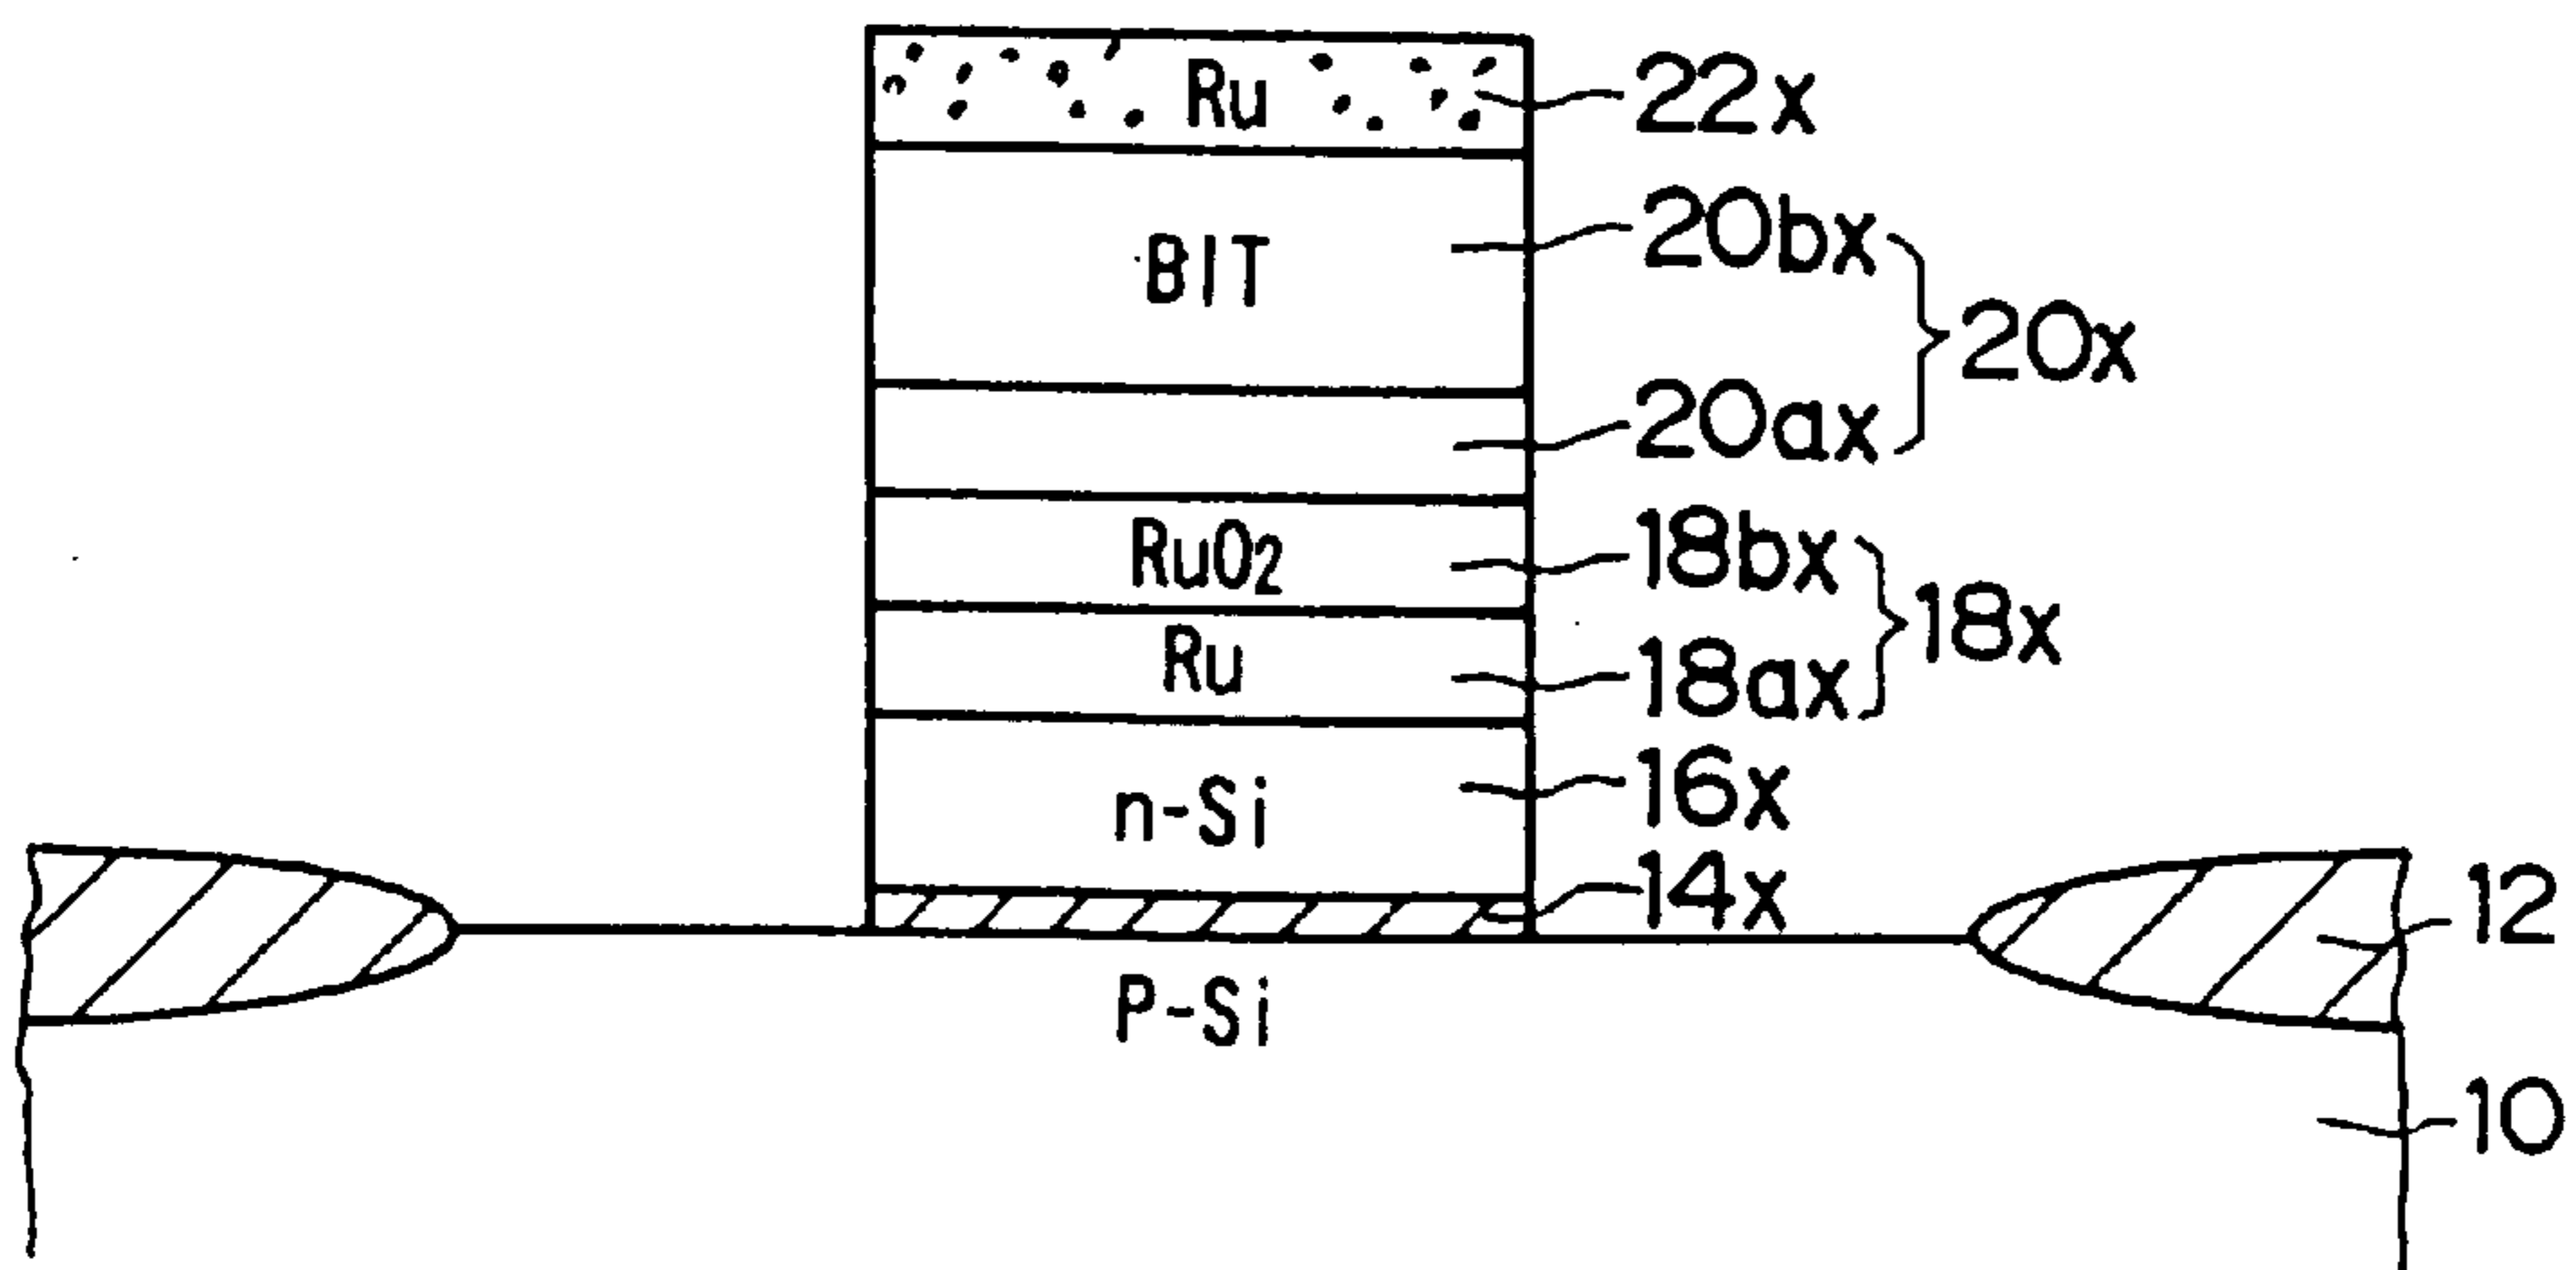 Ru 22x
BIT 20bx
20x
20ax
RuO2 18bx
18x
Ru 18ax
n-Si 16x
14x
12
P-Si
10